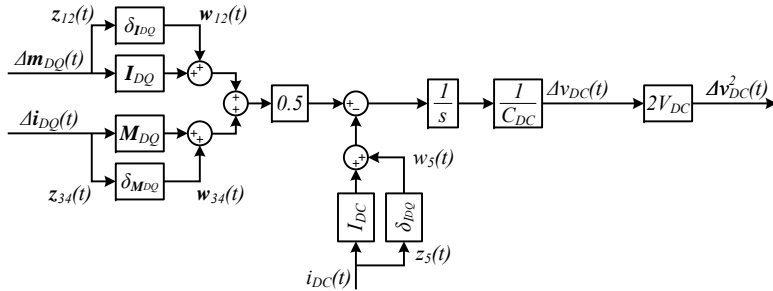 z12(t)
δIDQ
w12(t)
ΔmDQ(t)
IDQ
++
++
0.5
+−
1/s
1/CDC
ΔvDC(t)
2VDC
Δv²DC(t)
ΔiDQ(t)
MDQ
++
δMDQ
z34(t)
w34(t)
++
w5(t)
IDC
δIDQ
z5(t)
iDC(t)